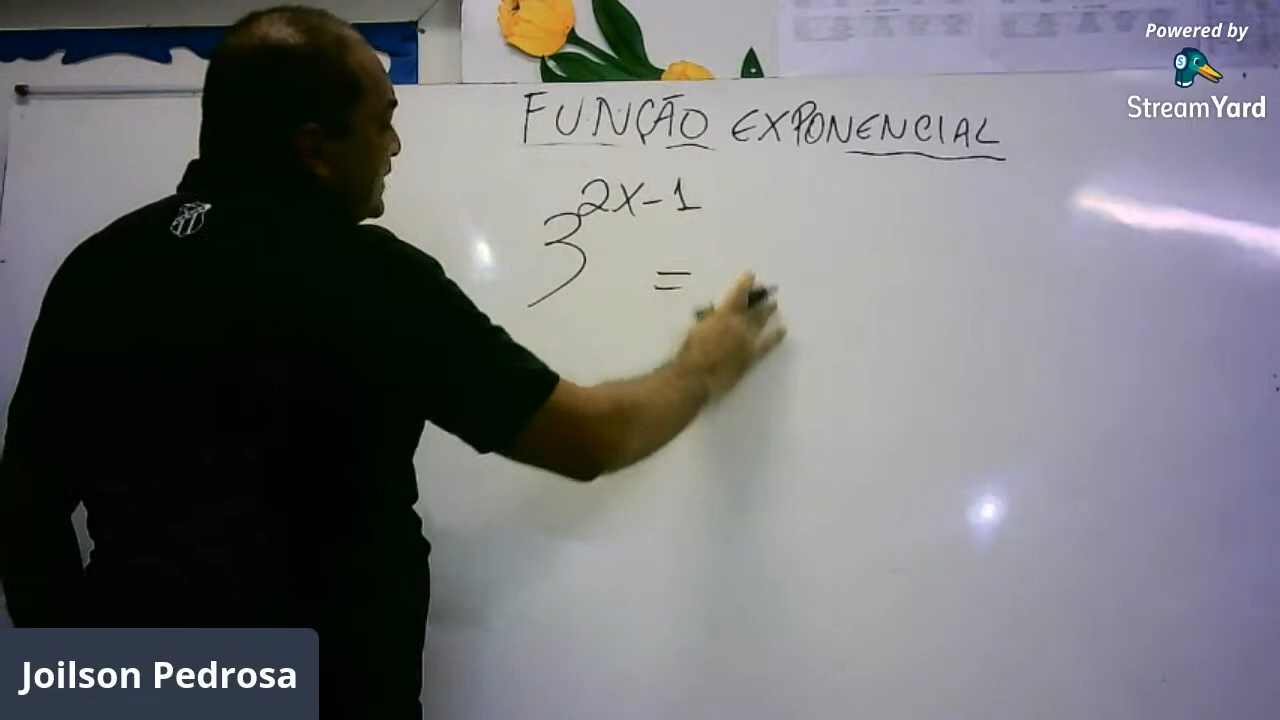 Powered by
StreamYard
FUNÇÃO EXPONENCIAL
3^{2x-1} =
Joilson Pedrosa